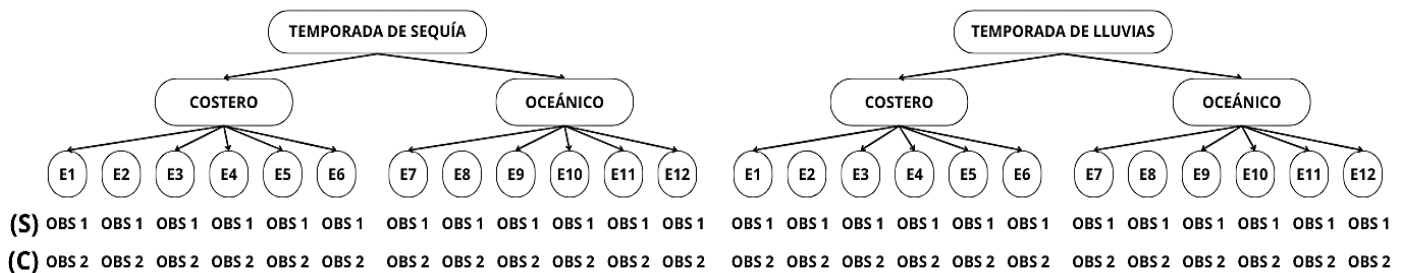 TEMPORADA DE SEQUÍA TEMPORADA DE LLUVIAS
COSTERO OCEÁNICO COSTERO OCEÁNICO
E1 E2 E3 E4 E5 E6 E7 E8 E9 E10 E11 E12 E1 E2 E3 E4 E5 E6 E7 E8 E9 E10 E11 E12
(S) OBS 1 OBS 1 OBS 1 OBS 1 OBS 1 OBS 1 OBS 1 OBS 1 OBS 1 OBS 1 OBS 1 OBS 1 OBS 1 OBS 1 OBS 1 OBS 1 OBS 1 OBS 1 OBS 1 OBS 1 OBS 1 OBS 1 OBS 1 OBS 1
(C) OBS 2 OBS 2 OBS 2 OBS 2 OBS 2 OBS 2 OBS 2 OBS 2 OBS 2 OBS 2 OBS 2 OBS 2 OBS 2 OBS 2 OBS 2 OBS 2 OBS 2 OBS 2 OBS 2 OBS 2 OBS 2 OBS 2 OBS 2 OBS 2